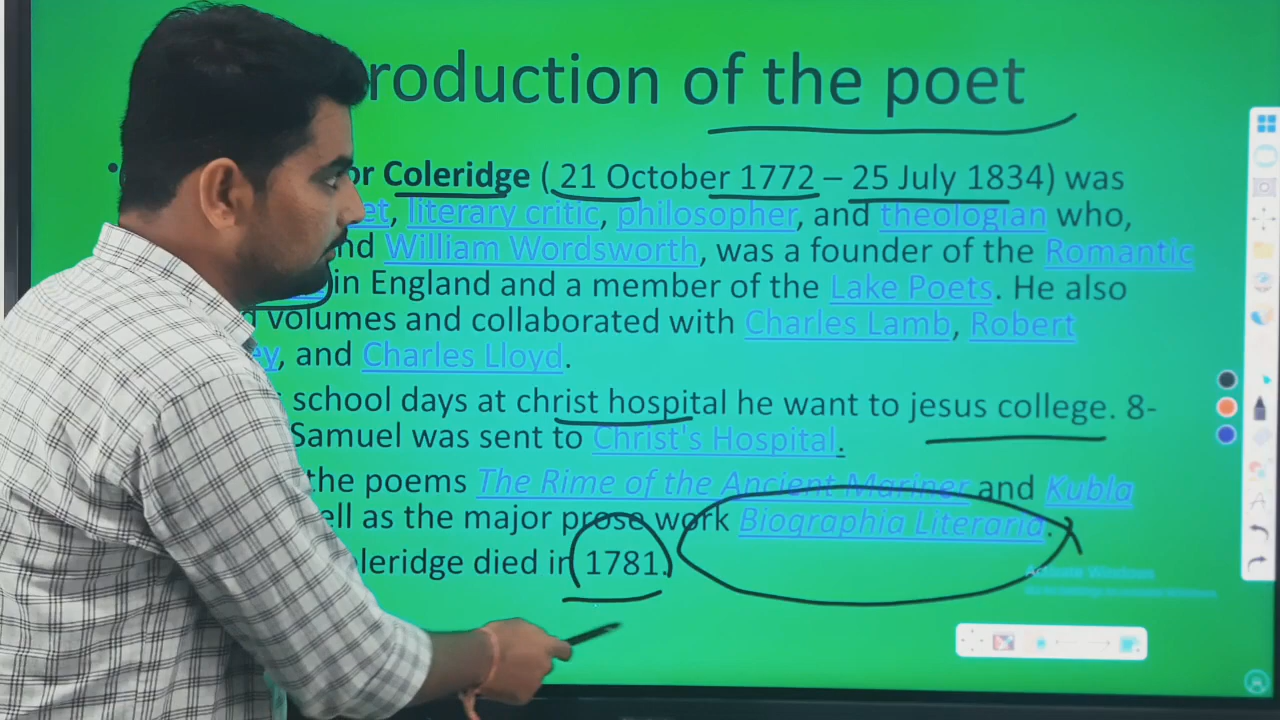 roduction of the poet
or Coleridge ( 21 October 1772 – 25 July 1834) was
et, literary critic, philosopher, and theologian who,
nd William Wordsworth, was a founder of the Romantic
in England and a member of the Lake Poets. He also
d volumes and collaborated with Charles Lamb, Robert
ey, and Charles Lloyd.
school days at christ hospital he want to jesus college. 8-
Samuel was sent to Christ's Hospital.
the poems The Rime of the Ancient Mariner and Kubla
ell as the major prose work Biographia Literaria.
oleridge died in 1781.
Activate Windows